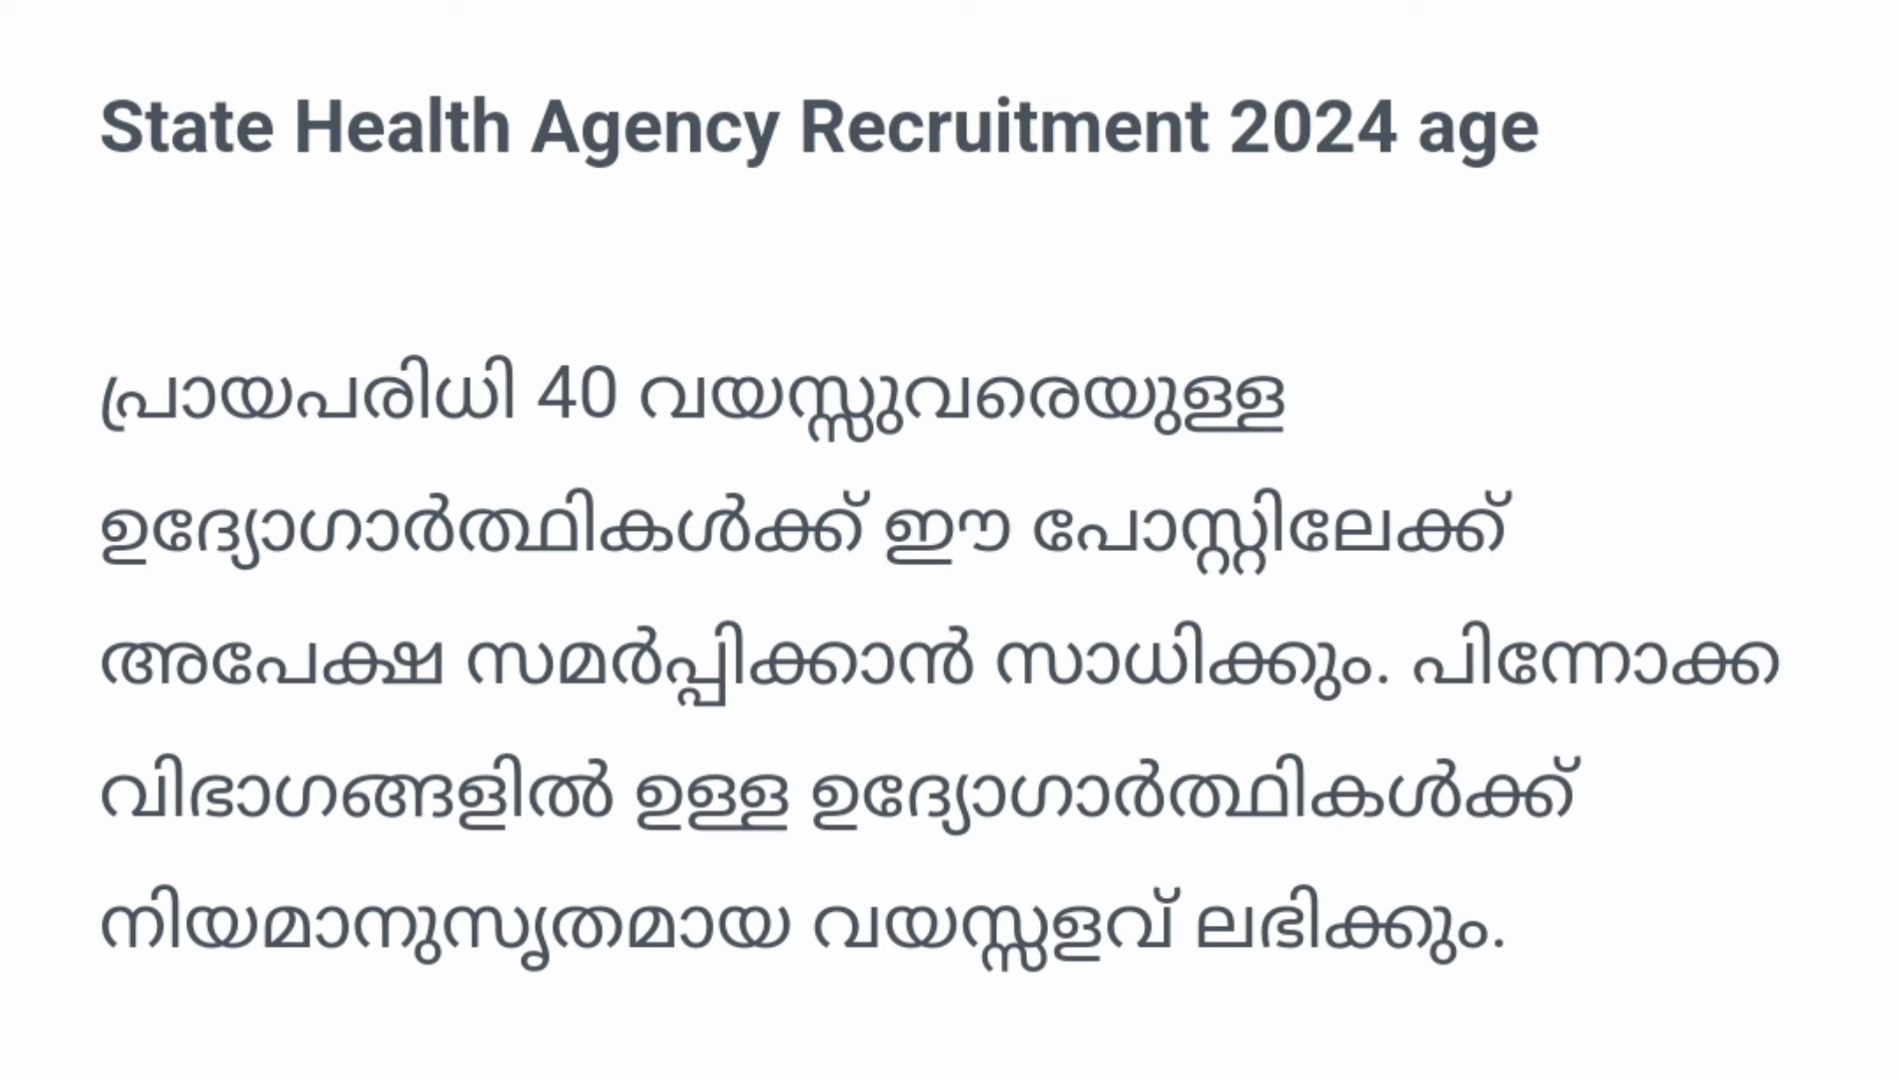 State Health Agency Recruitment 2024 age
പ്രായപരിധി 40 വയസ്സുവരെയുള്ള
ഉദ്യോഗാർത്ഥികൾക്ക് ഈ പോസ്റ്റിലേക്ക്
അപേക്ഷ സമർപ്പിക്കാൻ സാധിക്കും. പിന്നോക്ക
വിഭാഗങ്ങളിൽ ഉള്ള ഉദ്യോഗാർത്ഥികൾക്ക്
നിയമാനുസൃതമായ വയസ്സളവ് ലഭിക്കും.